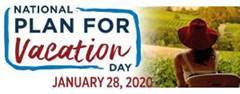 NATIONAL
PLAN FOR
Vacation
DAY
JANUARY 28, 2020